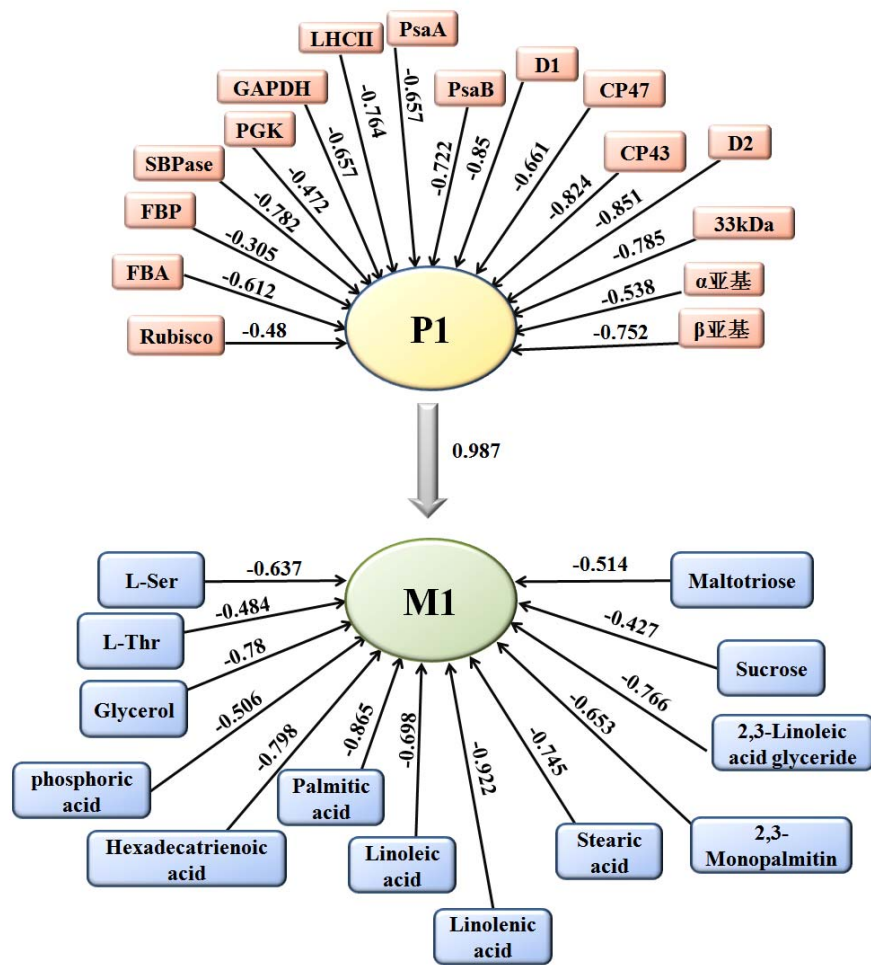 LHCII
PsaA
GAPDH
PsaB
D1
CP47
PGK
CP43
D2
SBPase
FBP
33kDa
FBA
α亚基
Rubisco
β亚基
-0.48
-0.612
-0.305
-0.782
-0.472
-0.657
-0.764
-0.657
-0.722
-0.85
-0.661
-0.824
-0.851
-0.785
-0.538
-0.752
P1
0.987
M1
L-Ser
-0.637
L-Thr
-0.484
Glycerol
-0.78
phosphoric
acid
-0.506
Hexadecatrienoic
acid
-0.798
Palmitic
acid
-0.865
Linoleic
acid
-0.698
Linolenic
acid
-0.922
Stearic
acid
-0.745
2,3-
Monopalmitin
-0.653
2,3-Linoleic
acid glyceride
-0.766
Sucrose
-0.427
Maltotriose
-0.514